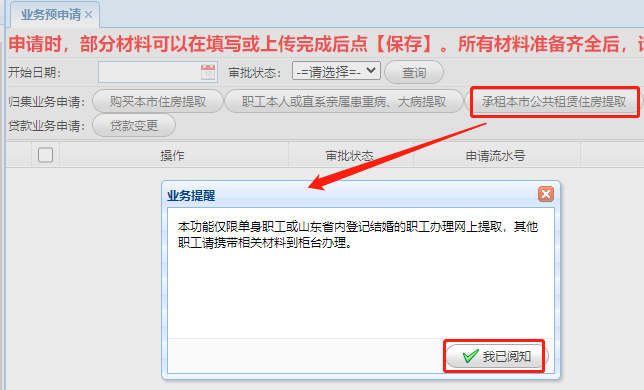 业务预申请
申请时，部分材料可以在填写或上传完成后点【保存】。所有材料准备齐全后，
开始日期： 审批状态： -=请选择=- 查询
归集业务申请： 购买本市住房提取 职工本人或直系亲属患重病、大病提取 承租本市公共租赁住房提取
贷款业务申请： 贷款变更
操作 审批状态 申请流水号
业务提醒
本功能仅限单身职工或山东省内登记结婚的职工办理网上提取，其他
职工请携带相关材料到柜台办理。
我已阅知